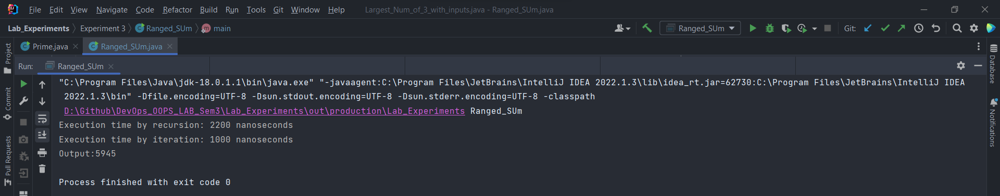 File Edit View Navigate Code Refactor Build Run Tools Git Window Help Largest_Num_of_3_with_inputs.java - Ranged_SUm.java
Lab_Experiments Experiment 3 Ranged_SUm main Ranged_SUm Git:
Project
Commit
Pull Requests
Prime.java Ranged_SUm.java
Run: Ranged_SUm
"C:\Program Files\Java\jdk-18.0.1.1\bin\java.exe" "-javaagent:C:\Program Files\JetBrains\IntelliJ IDEA 2022.1.3\lib\idea_rt.jar=62730:C:\Program Files\JetBrains\IntelliJ IDEA
2022.1.3\bin" -Dfile.encoding=UTF-8 -Dsun.stdout.encoding=UTF-8 -Dsun.stderr.encoding=UTF-8 -classpath
D:\Github\DevOps_OOPS_LAB_Sem3\Lab_Experiments\out\production\Lab_Experiments Ranged_SUm
Execution time by recursion: 2200 nanoseconds
Execution time by iteration: 1000 nanoseconds
Output:5945
Process finished with exit code 0
Database
Notifications